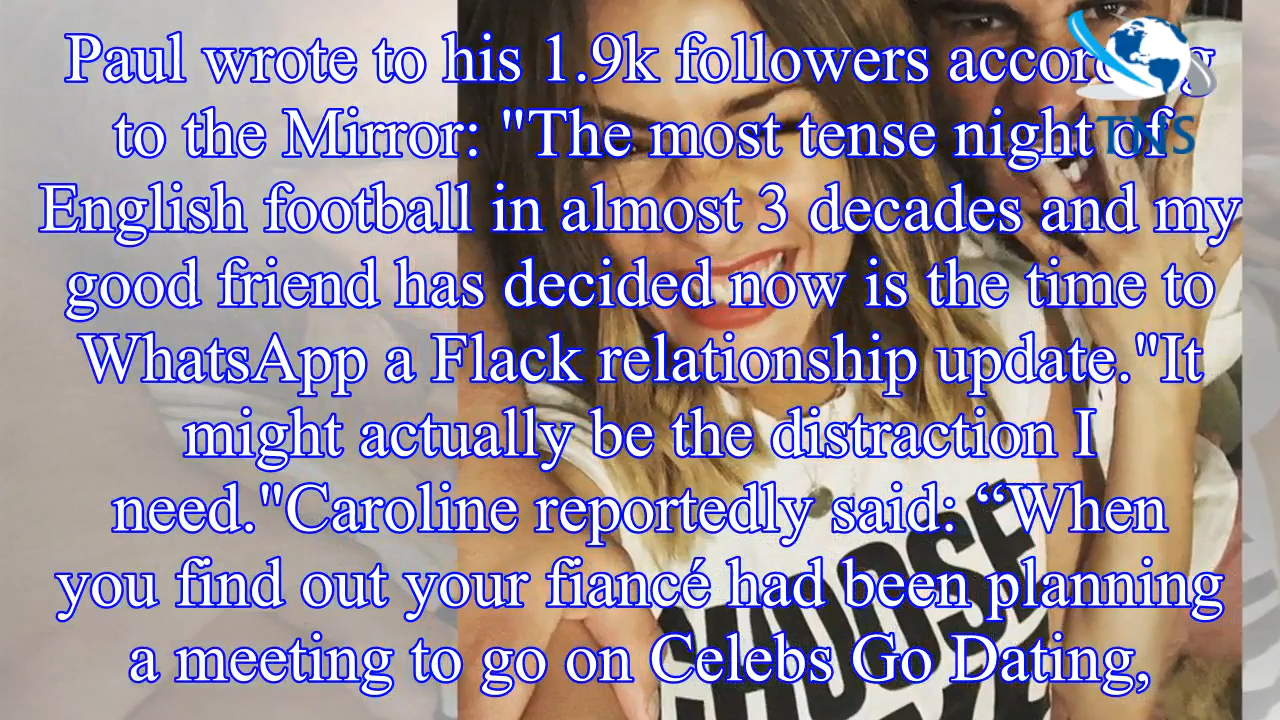 Paul wrote to his 1.9k followers according
to the Mirror: "The most tense night of
English football in almost 3 decades and my
good friend has decided now is the time to
WhatsApp a Flack relationship update."It
might actually be the distraction I
need."Caroline reportedly said: “When
you find out your fiancé had been planning
a meeting to go on Celebs Go Dating,
TNS
CHOOSE